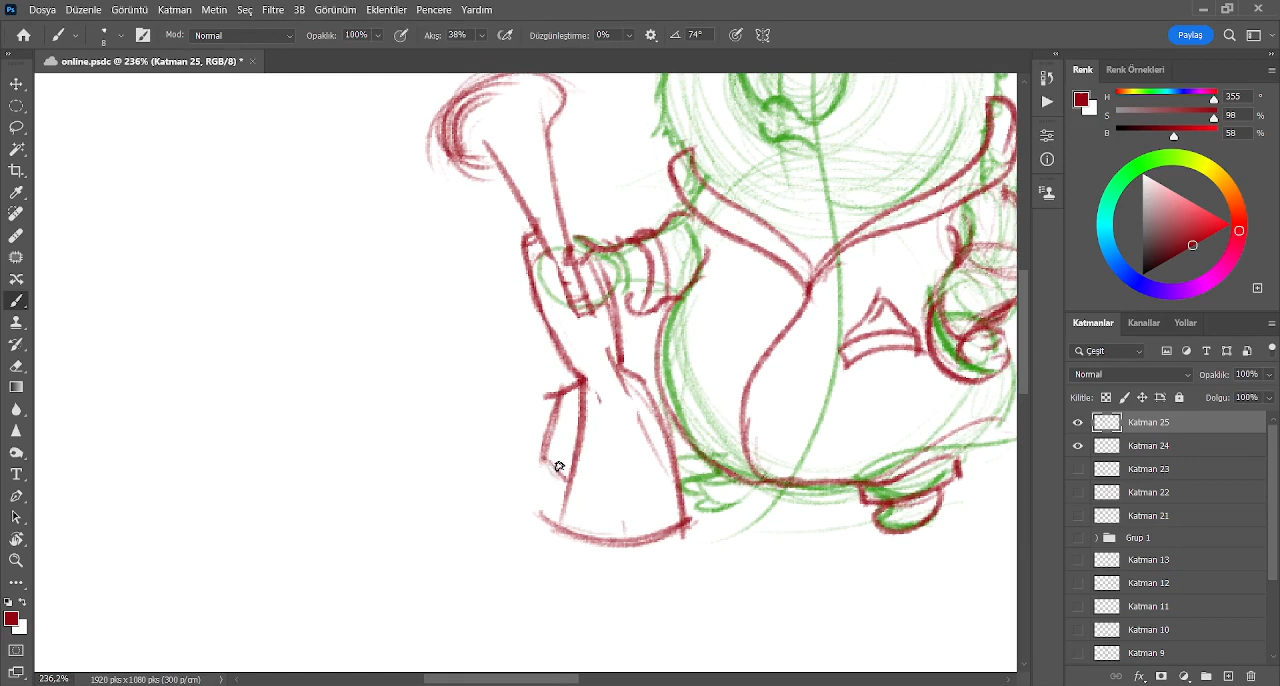 Ps Dosya Düzenle Görüntü Katman Metin Seç Filtre 3B Görünüm Eklentiler Pencere Yardım
8 Mod: Normal Opaklık: 100% Akış: 38% Düzgünleştirme: 0% 74° Paylaş
online.psdc @ 236% (Katman 25, RGB/8) * ×
Renk Renk Örnekleri
H 355 °
S 98 %
B 58 %
Katmanlar Kanallar Yollar
Çeşit
Normal Opaklık: 100%
Kilitle: Dolgu: 100%
Katman 25
Katman 24
Katman 23
Katman 22
Katman 21
Grup 1
Katman 13
Katman 12
Katman 11
Katman 10
Katman 9
236,2% 1920 pks x 1080 pks (300 p/cm)